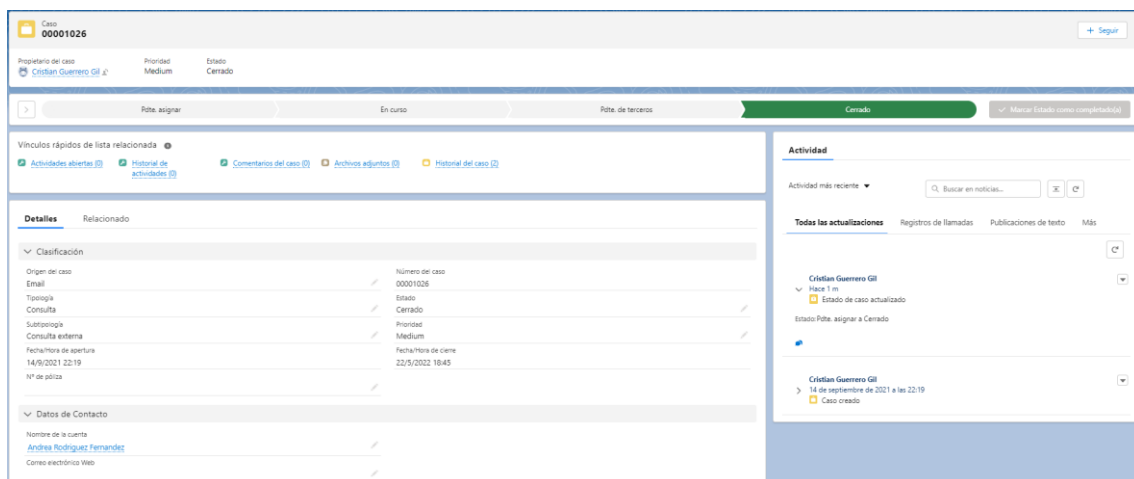 Caso
00001026
+ Seguir
Propietario del caso
Cristian Guerrero Gil
Prioridad
Medium
Estado
Cerrado
Pdte. asignar
En curso
Pdte. de terceros
Cerrado
Marcar Estado como completado(a)
Vínculos rápidos de lista relacionada
Actividades abiertas (0)
Historial de
actividades (0)
Comentarios del caso (0)
Archivos adjuntos (0)
Historial del caso (2)
Detalles
Relacionado
Clasificación
Origen del caso
Email
Número del caso
00001026
Tipología
Consulta
Estado
Cerrado
Subtipología
Consulta externa
Prioridad
Medium
Fecha/Hora de apertura
14/9/2021 22:19
Fecha/Hora de cierre
22/5/2022 18:45
Nº de póliza
Datos de Contacto
Nombre de la cuenta
Andrea Rodriguez Fernandez
Correo electrónico Web
Actividad
Actividad más reciente
Buscar en noticias...
Todas las actualizaciones
Registros de llamadas
Publicaciones de texto
Más
Cristian Guerrero Gil
Hace 1 m
Estado de caso actualizado
Estado: Pdte. asignar a Cerrado
Cristian Guerrero Gil
14 de septiembre de 2021 a las 22:19
Caso creado